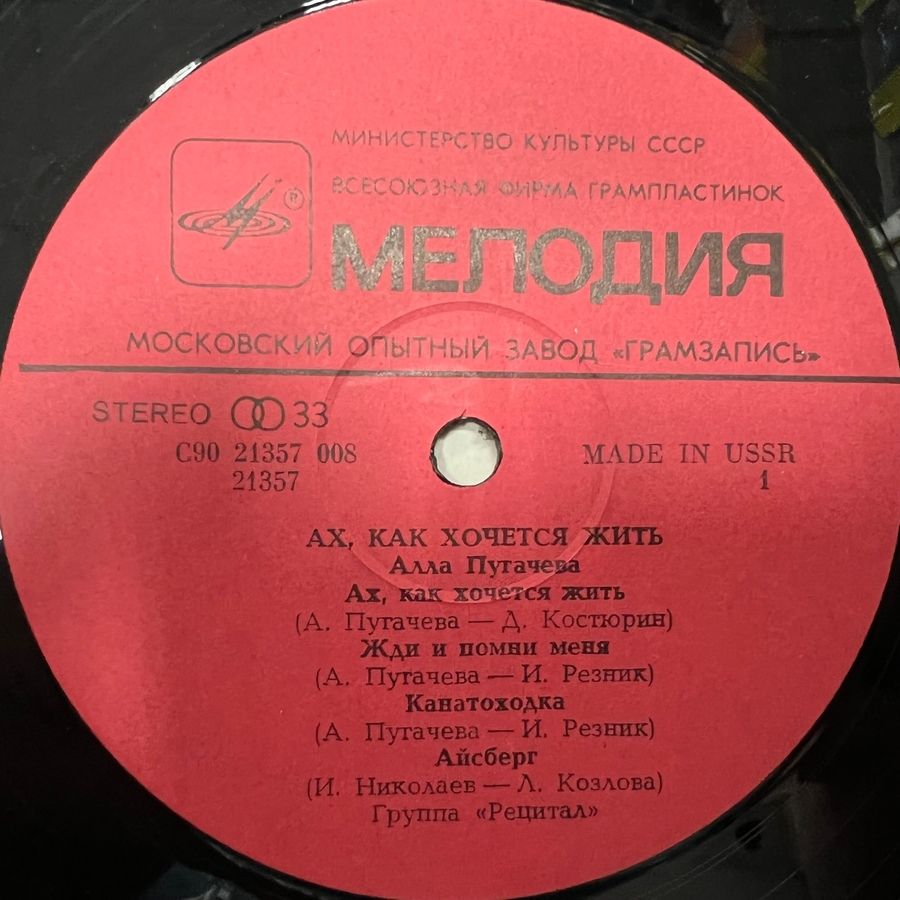 МИНИСТЕРСТВО КУЛЬТУРЫ СССР
ВСЕСОЮЗНАЯ ФИРМА ГРАМПЛАСТИНОК
®
МЕЛОДИЯ
МОСКОВСКИЙ ОПЫТНЫЙ ЗАВОД «ГРАМЗАПИСЬ»
STEREO 33
С90 21357 008
MADE IN USSR
21357
1
АХ, КАК ХОЧЕТСЯ ЖИТЬ
Алла Пугачева
Ах, как хочется жить
(А. Пугачева — Д. Костюрин)
Жди и помни меня
(А. Пугачева — И. Резник)
Канатоходка
(А. Пугачева — И. Резник)
Айсберг
(И. Николаев — Л. Козлова)
Группа «Рецитал»